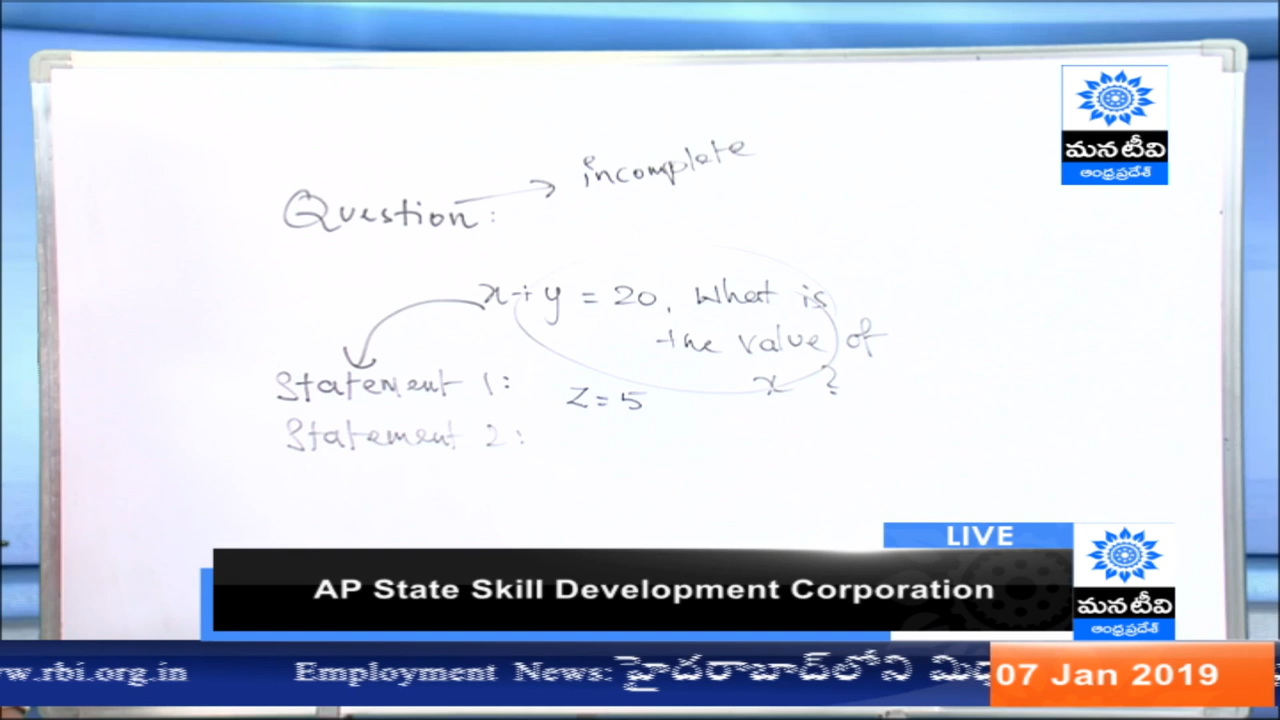 మన టీవి
ఆంధ్రప్రదేశ్
incomplete
Question:
x+y = 20, What is
the value of
x ?
Statement 1: z = 5
Statement 2:
LIVE
AP State Skill Development Corporation
మన టీవి
ఆంధ్రప్రదేశ్
w.rbi.org.in Employment News: హైదరాబాద్‌లోని 07 Jan 2019